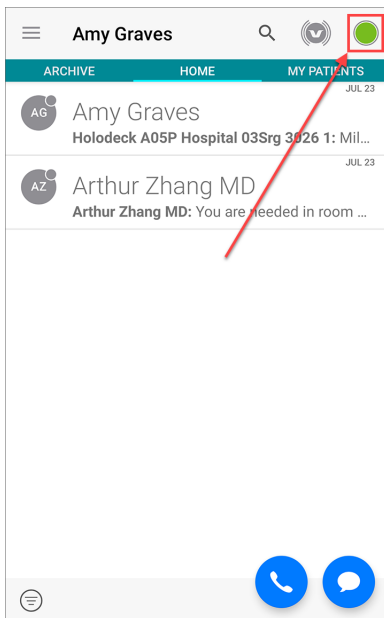 Amy Graves
ARCHIVE HOME MY PATIENTS
JUL 23
AG
Amy Graves
Holodeck A05P Hospital 03Srg 3026 1: Mil...
JUL 23
AZ
Arthur Zhang MD
Arthur Zhang MD: You are needed in room ...